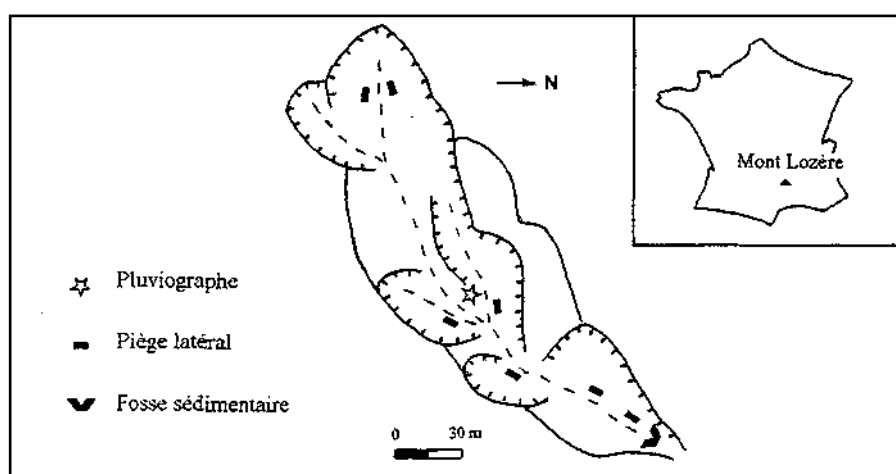 N
Mont Lozère
Pluviographe
Piège latéral
Fosse sédimentaire
0 30 m